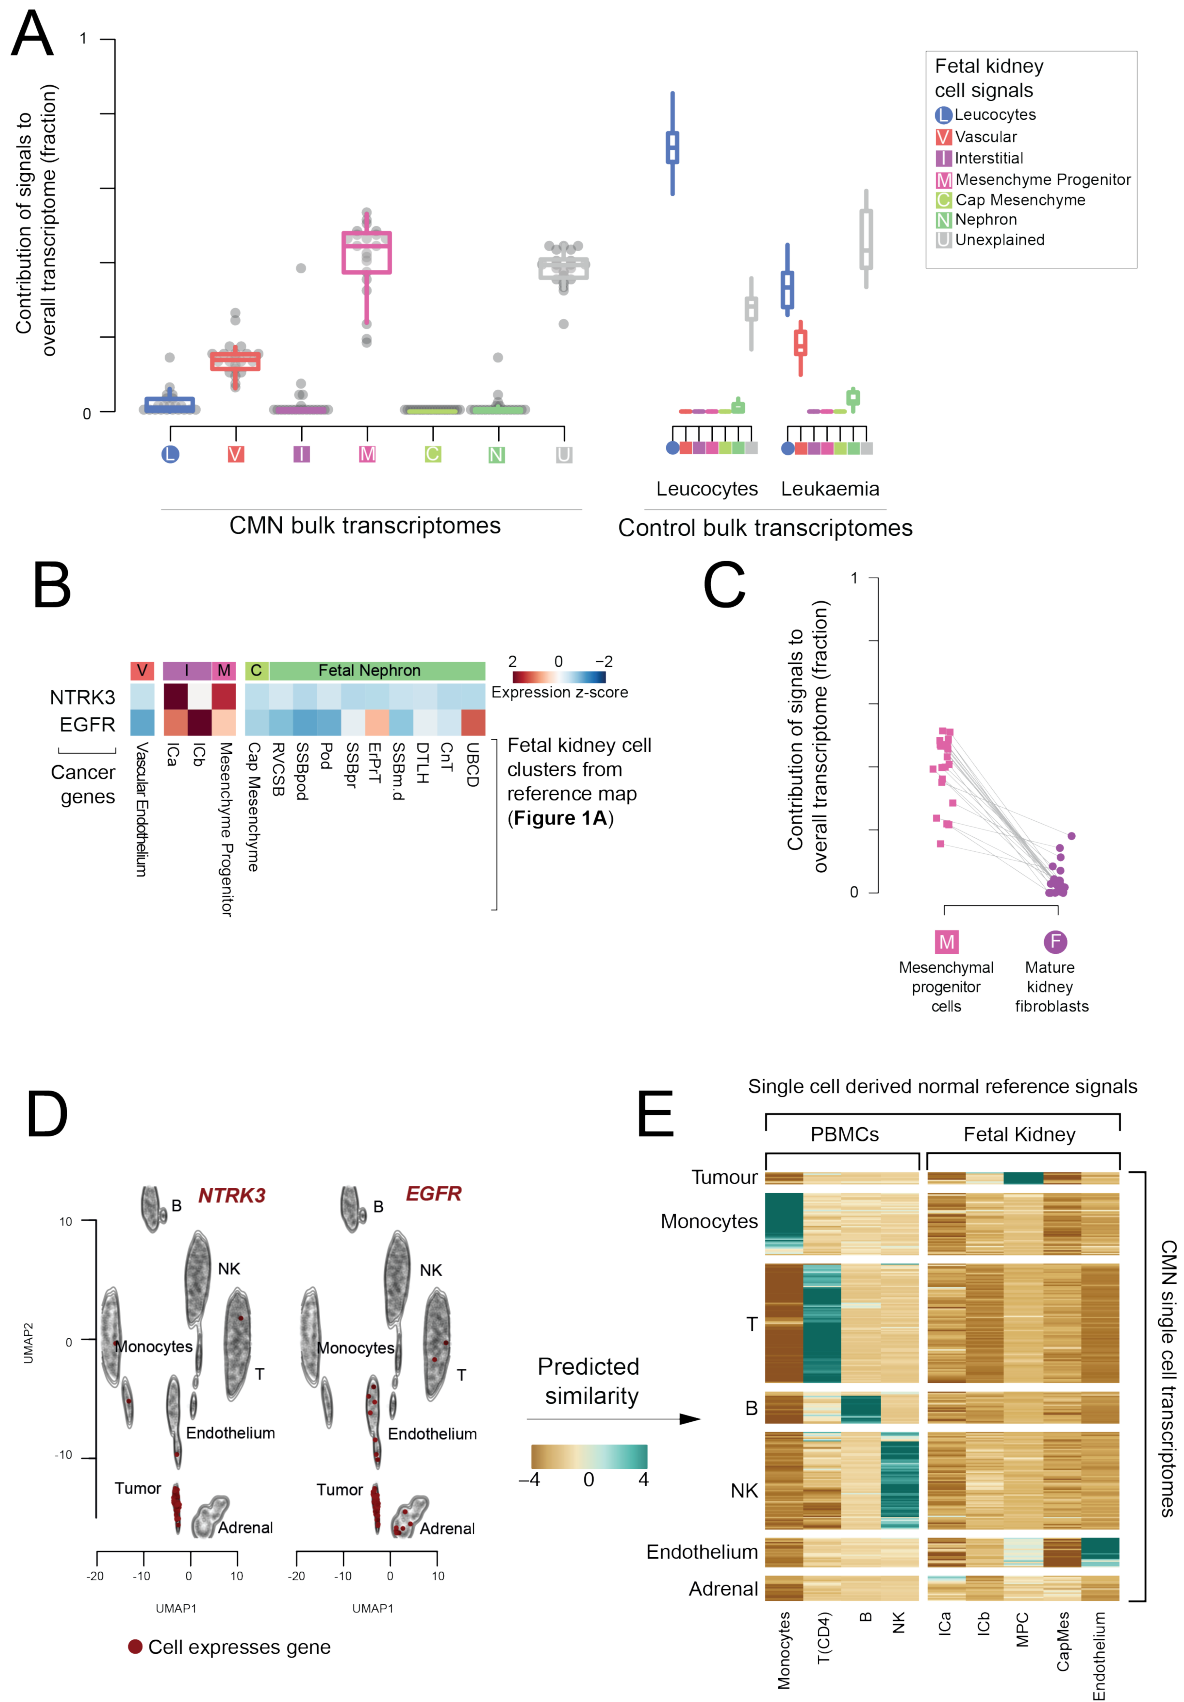 A
1
0
Contribution of signals to
overall transcriptome (fraction)
L
V
I
M
C
N
U
CMN bulk transcriptomes
Leucocytes
Leukaemia
Control bulk transcriptomes
Fetal kidney
cell signals
L Leucocytes
V Vascular
I Interstitial
M Mesenchyme Progenitor
C Cap Mesenchyme
N Nephron
U Unexplained
B
V
I
M
C
Fetal Nephron
2 0 −2
Expression z-score
NTRK3
EGFR
Cancer
genes
Vascular Endothelium
ICa
ICb
Mesenchyme Progenitor
Cap Mesenchyme
RVCSB
SSBpod
Pod
SSBpr
ErPrT
SSBm.d
DTLH
CnT
UBCD
Fetal kidney cell
clusters from
reference map
(Figure 1A)
C
1
0
Contribution of signals to
overall transcriptome (fraction)
M
F
Mesenchymal
progenitor
cells
Mature
kidney
fibroblasts
D
NTRK3
B
NK
Monocytes
T
Endothelium
Tumor
Adrenal
10
0
-10
UMAP2
-20 -10 0 10
UMAP1
EGFR
B
NK
Monocytes
T
Endothelium
Tumor
Adrenal
-20 -10 0 10
UMAP1
Cell expresses gene
Predicted
similarity
−4 0 4
E
Single cell derived normal reference signals
PBMCs
Fetal Kidney
Tumour
Monocytes
T
B
NK
Endothelium
Adrenal
CMN single cell transcriptomes
Monocytes
T(CD4)
B
NK
ICa
ICb
MPC
CapMes
Endothelium